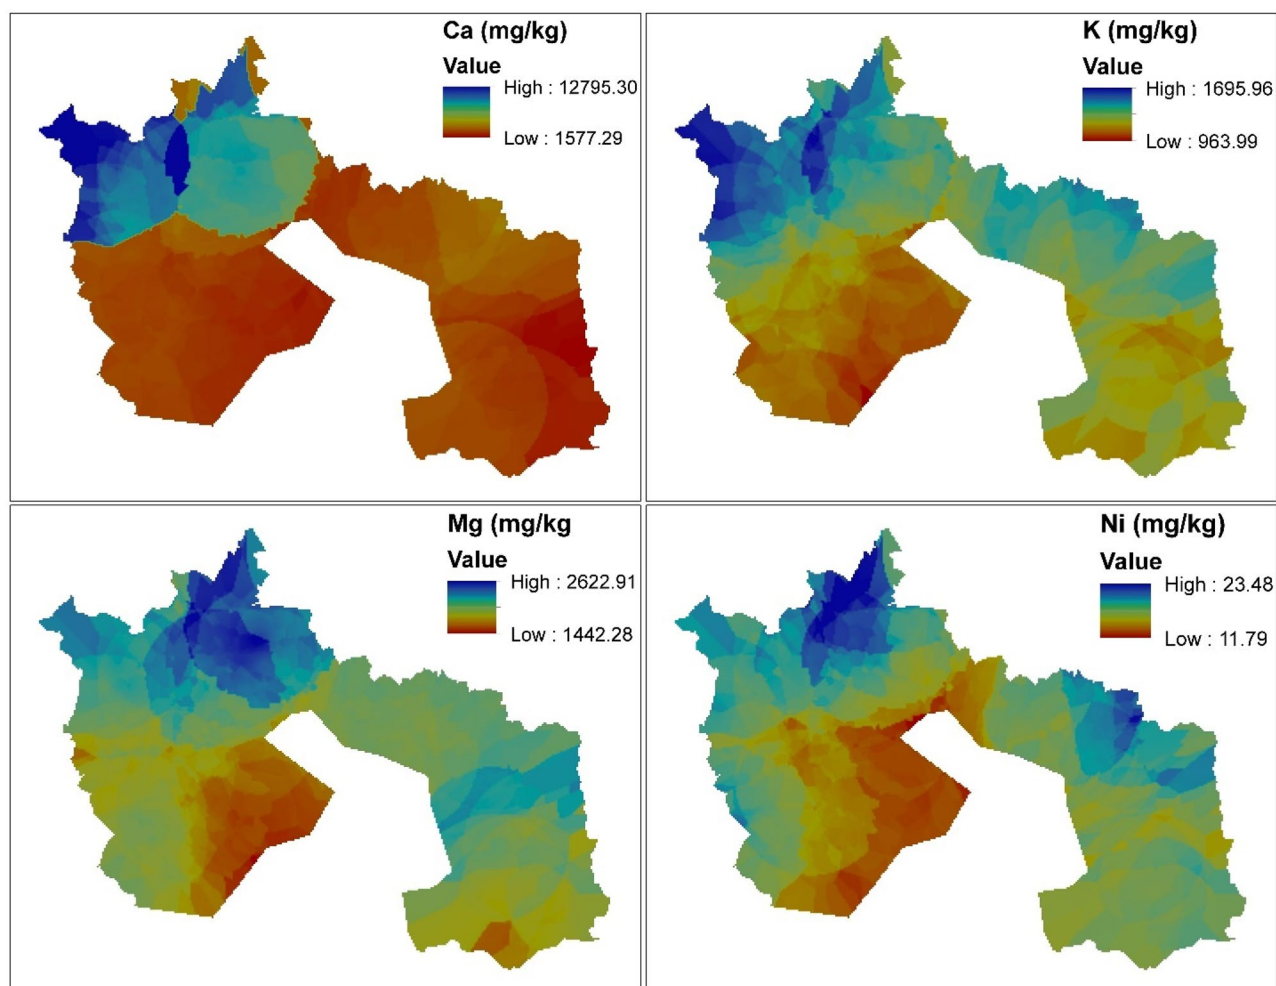 Ca (mg/kg)
Value
High : 12795.30
Low : 1577.29
K (mg/kg)
Value
High : 1695.96
Low : 963.99
Mg (mg/kg
Value
High : 2622.91
Low : 1442.28
Ni (mg/kg)
Value
High : 23.48
Low : 11.79